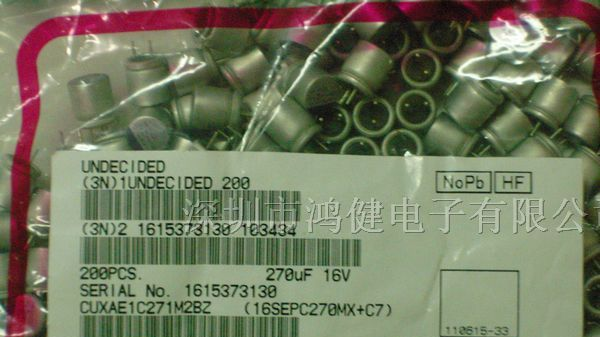 UNDECIDED
(3N)1UNDECIDED 200
NoPb HF
深圳市鸿健电子有限公
(3N)2 1615373130 103434
200PCS. 270uF 16V
SERIAL No. 1615373130
CUXAE1C271M2BZ (16SEPC270MX+C7)
110615-33